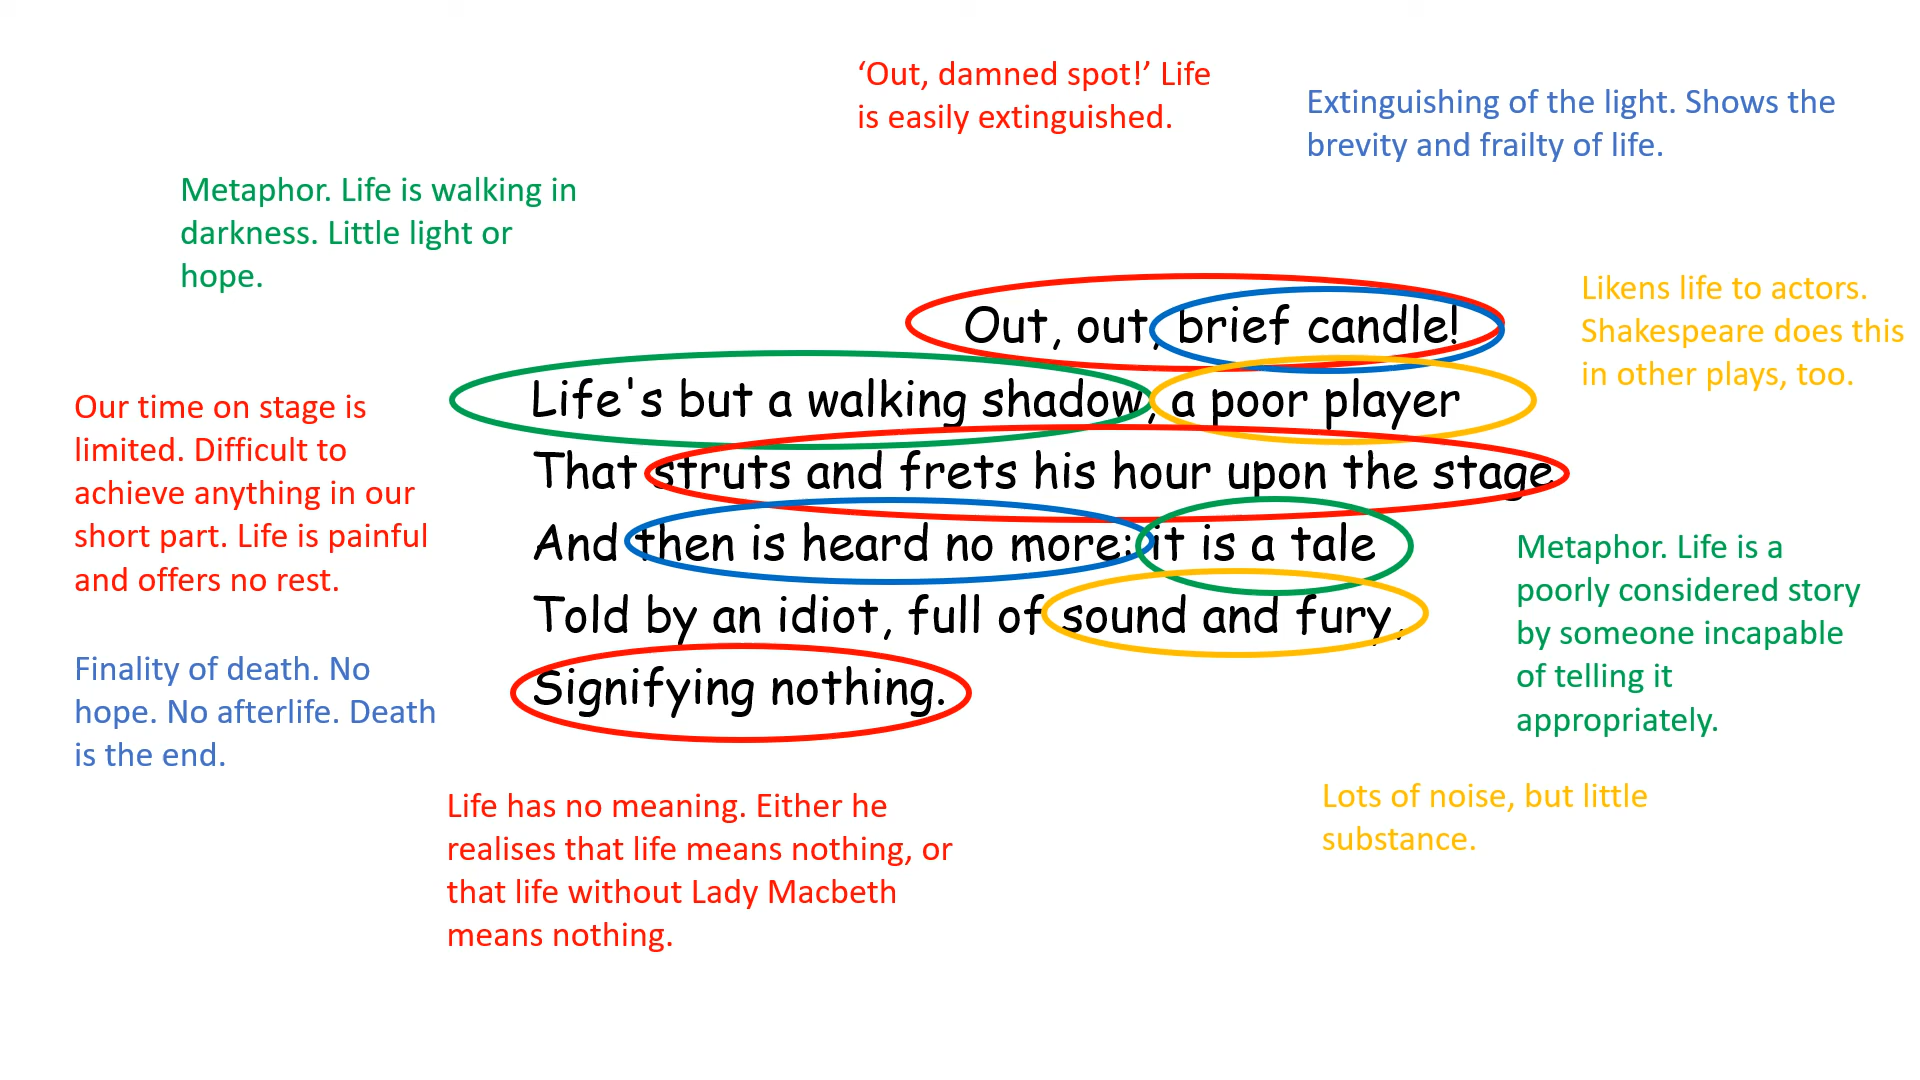 ‘Out, damned spot!’ Life
is easily extinguished.
Extinguishing of the light. Shows the
brevity and frailty of life.
Metaphor. Life is walking in
darkness. Little light or
hope.
Likens life to actors.
Shakespeare does this
in other plays, too.
Out, out, brief candle!
Life's but a walking shadow, a poor player
That struts and frets his hour upon the stage
And then is heard no more: it is a tale
Told by an idiot, full of sound and fury,
Signifying nothing.
Our time on stage is
limited. Difficult to
achieve anything in our
short part. Life is painful
and offers no rest.
Metaphor. Life is a
poorly considered story
by someone incapable
of telling it
appropriately.
Finality of death. No
hope. No afterlife. Death
is the end.
Life has no meaning. Either he
realises that life means nothing, or
that life without Lady Macbeth
means nothing.
Lots of noise, but little
substance.